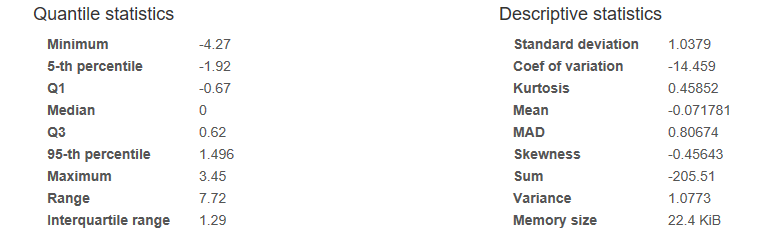 Quantile statistics
Minimum -4.27
5-th percentile -1.92
Q1 -0.67
Median 0
Q3 0.62
95-th percentile 1.496
Maximum 3.45
Range 7.72
Interquartile range 1.29
Descriptive statistics
Standard deviation 1.0379
Coef of variation -14.459
Kurtosis 0.45852
Mean -0.071781
MAD 0.80674
Skewness -0.45643
Sum -205.51
Variance 1.0773
Memory size 22.4 KiB